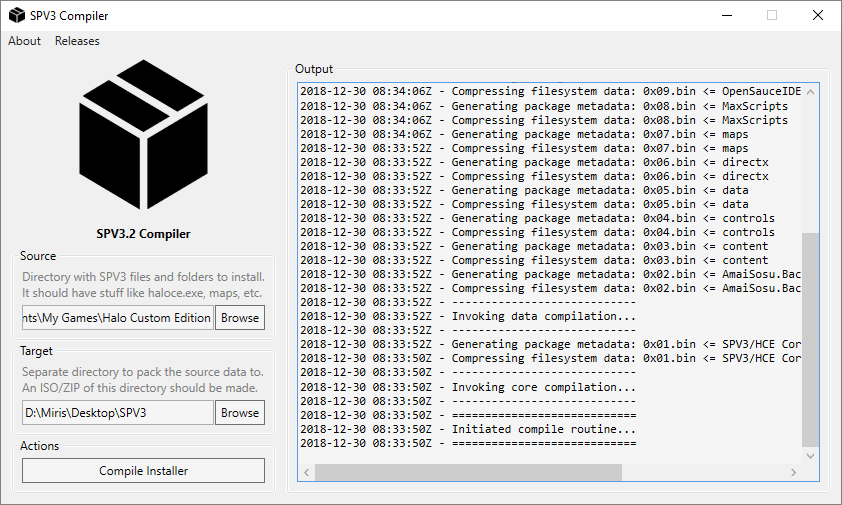 SPV3 Compiler
About Releases
SPV3.2 Compiler
Source
Directory with SPV3 files and folders to install.
It should have stuff like haloce.exe, maps, etc.
nts\My Games\Halo Custom Edition Browse
Target
Separate directory to pack the source data to.
An ISO/ZIP of this directory should be made.
D:\Miris\Desktop\SPV3 Browse
Actions
Compile Installer
Output
2018-12-30 08:34:06Z - Compressing filesystem data: 0x09.bin <= OpenSauceIDE
2018-12-30 08:34:06Z - Generating package metadata: 0x08.bin <= MaxScripts
2018-12-30 08:34:06Z - Compressing filesystem data: 0x08.bin <= MaxScripts
2018-12-30 08:34:06Z - Generating package metadata: 0x07.bin <= maps
2018-12-30 08:33:52Z - Compressing filesystem data: 0x07.bin <= maps
2018-12-30 08:33:52Z - Generating package metadata: 0x06.bin <= directx
2018-12-30 08:33:52Z - Compressing filesystem data: 0x06.bin <= directx
2018-12-30 08:33:52Z - Generating package metadata: 0x05.bin <= data
2018-12-30 08:33:52Z - Compressing filesystem data: 0x05.bin <= data
2018-12-30 08:33:52Z - Generating package metadata: 0x04.bin <= controls
2018-12-30 08:33:52Z - Compressing filesystem data: 0x04.bin <= controls
2018-12-30 08:33:52Z - Generating package metadata: 0x03.bin <= content
2018-12-30 08:33:52Z - Compressing filesystem data: 0x03.bin <= content
2018-12-30 08:33:52Z - Generating package metadata: 0x02.bin <= AmaiSosu.Bac
2018-12-30 08:33:52Z - Compressing filesystem data: 0x02.bin <= AmaiSosu.Bac
2018-12-30 08:33:52Z - ----------------------------
2018-12-30 08:33:52Z - Invoking data compilation...
2018-12-30 08:33:52Z - ----------------------------
2018-12-30 08:33:52Z - Generating package metadata: 0x01.bin <= SPV3/HCE Cor
2018-12-30 08:33:50Z - Compressing filesystem data: 0x01.bin <= SPV3/HCE Cor
2018-12-30 08:33:50Z - ----------------------------
2018-12-30 08:33:50Z - Invoking core compilation...
2018-12-30 08:33:50Z - ----------------------------
2018-12-30 08:33:50Z - ============================
2018-12-30 08:33:50Z - Initiated compile routine...
2018-12-30 08:33:50Z - ============================